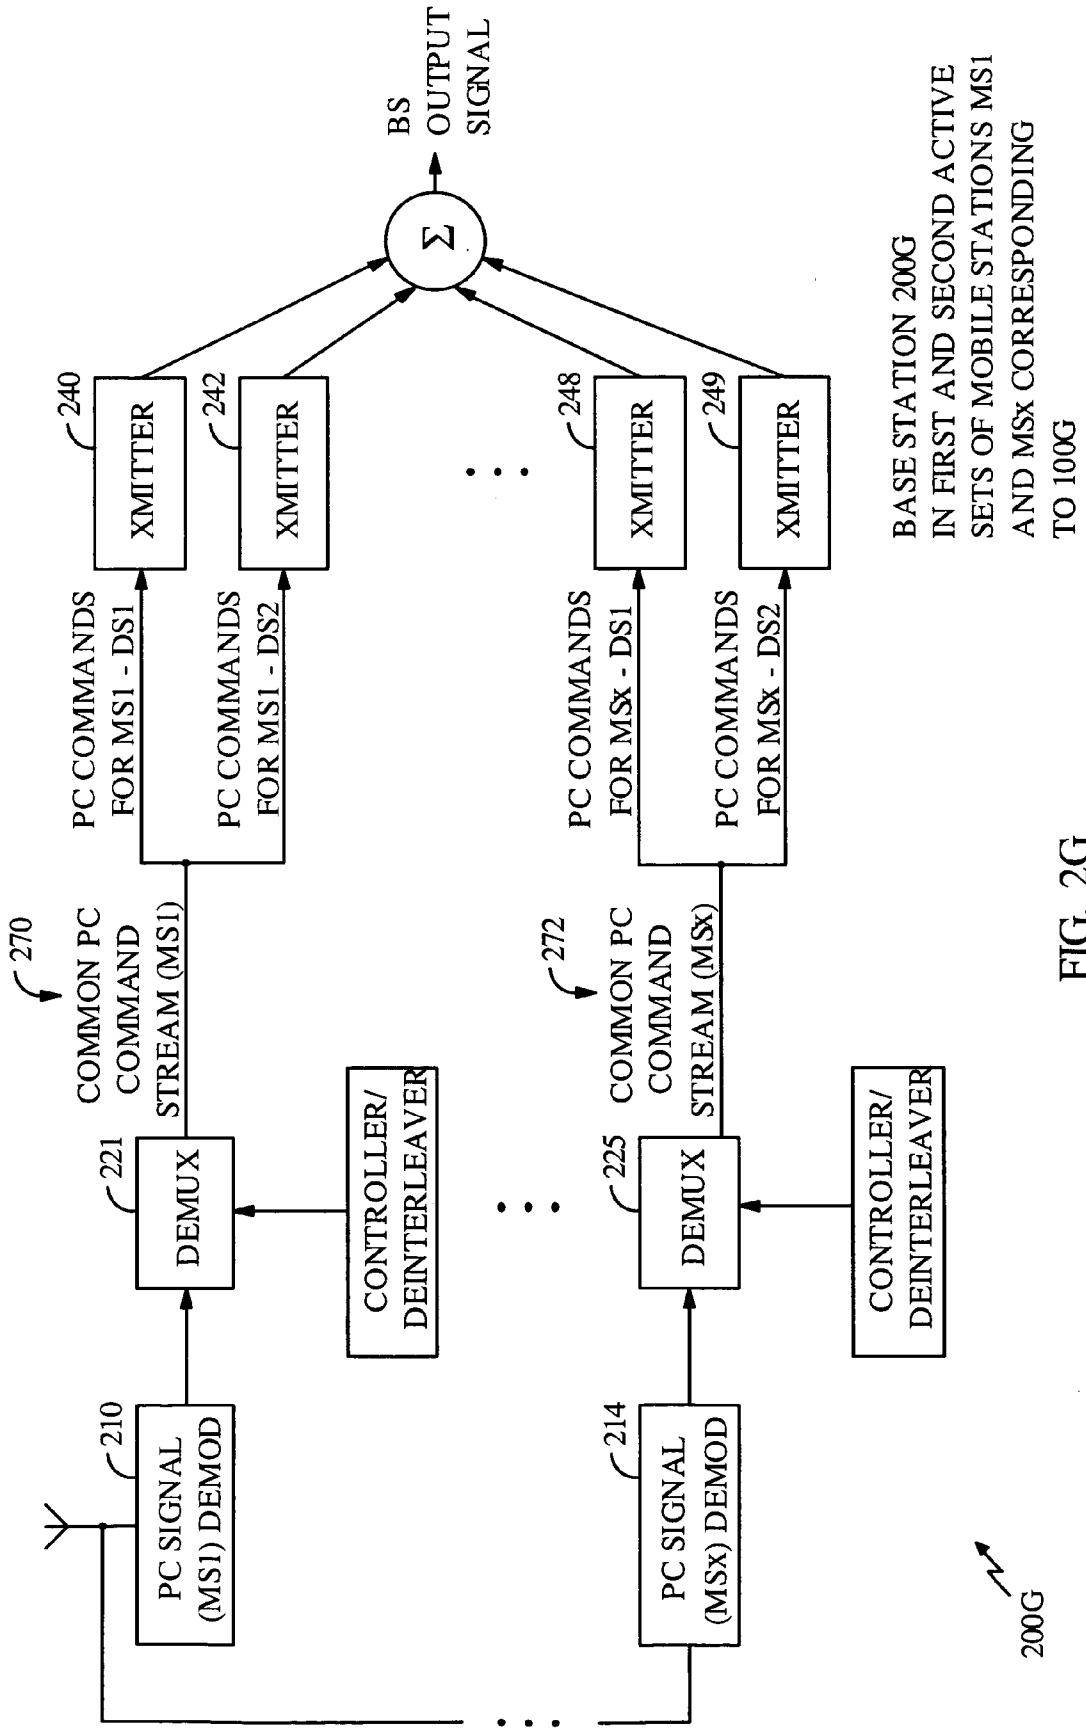 270
COMMON PC
COMMAND
STREAM (MS1)
PC COMMANDS
FOR MS1 - DS1
PC COMMANDS
FOR MS1 - DS2
240
XMITTER
242
XMITTER
BS
OUTPUT
SIGNAL
Σ
210
PC SIGNAL
(MS1) DEMOD
221
DEMUX
CONTROLLER/
DEINTERLEAVER
272
COMMON PC
COMMAND
STREAM (MSx)
PC COMMANDS
FOR MSx - DS1
PC COMMANDS
FOR MSx - DS2
248
XMITTER
249
XMITTER
214
PC SIGNAL
(MSx) DEMOD
225
DEMUX
CONTROLLER/
DEINTERLEAVER
BASE STATION 200G
IN FIRST AND SECOND ACTIVE
SETS OF MOBILE STATIONS MS1
AND MSx CORRESPONDING
TO 100G
200G
FIG. 2G